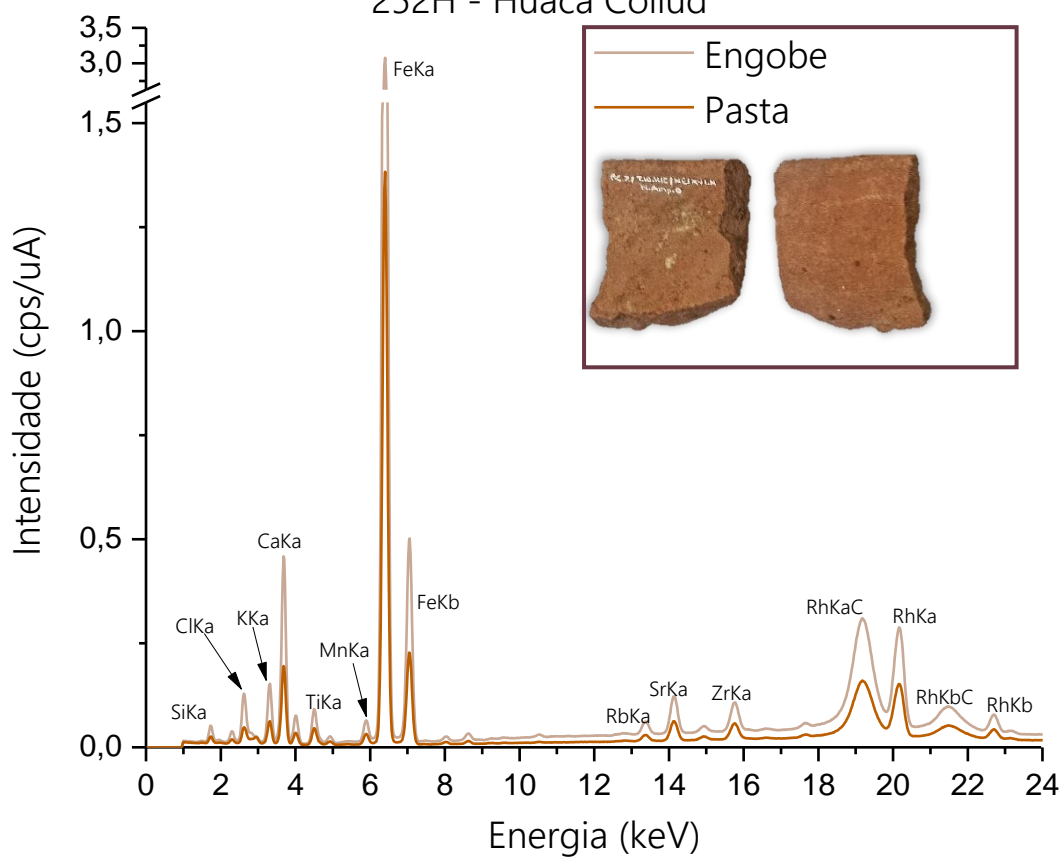 252H - Huaca Collud
3,5
3,0
1,5
1,0
0,5
0,0
Intensidade (cps/uA)
Engobe
Pasta
FeKa
FeKb
CaKa
ClKa
KKa
MnKa
SiKa
TiKa
RbKa
SrKa
ZrKa
RhKaC
RhKa
RhKbC
RhKb
0 2 4 6 8 10 12 14 16 18 20 22 24
Energia (keV)